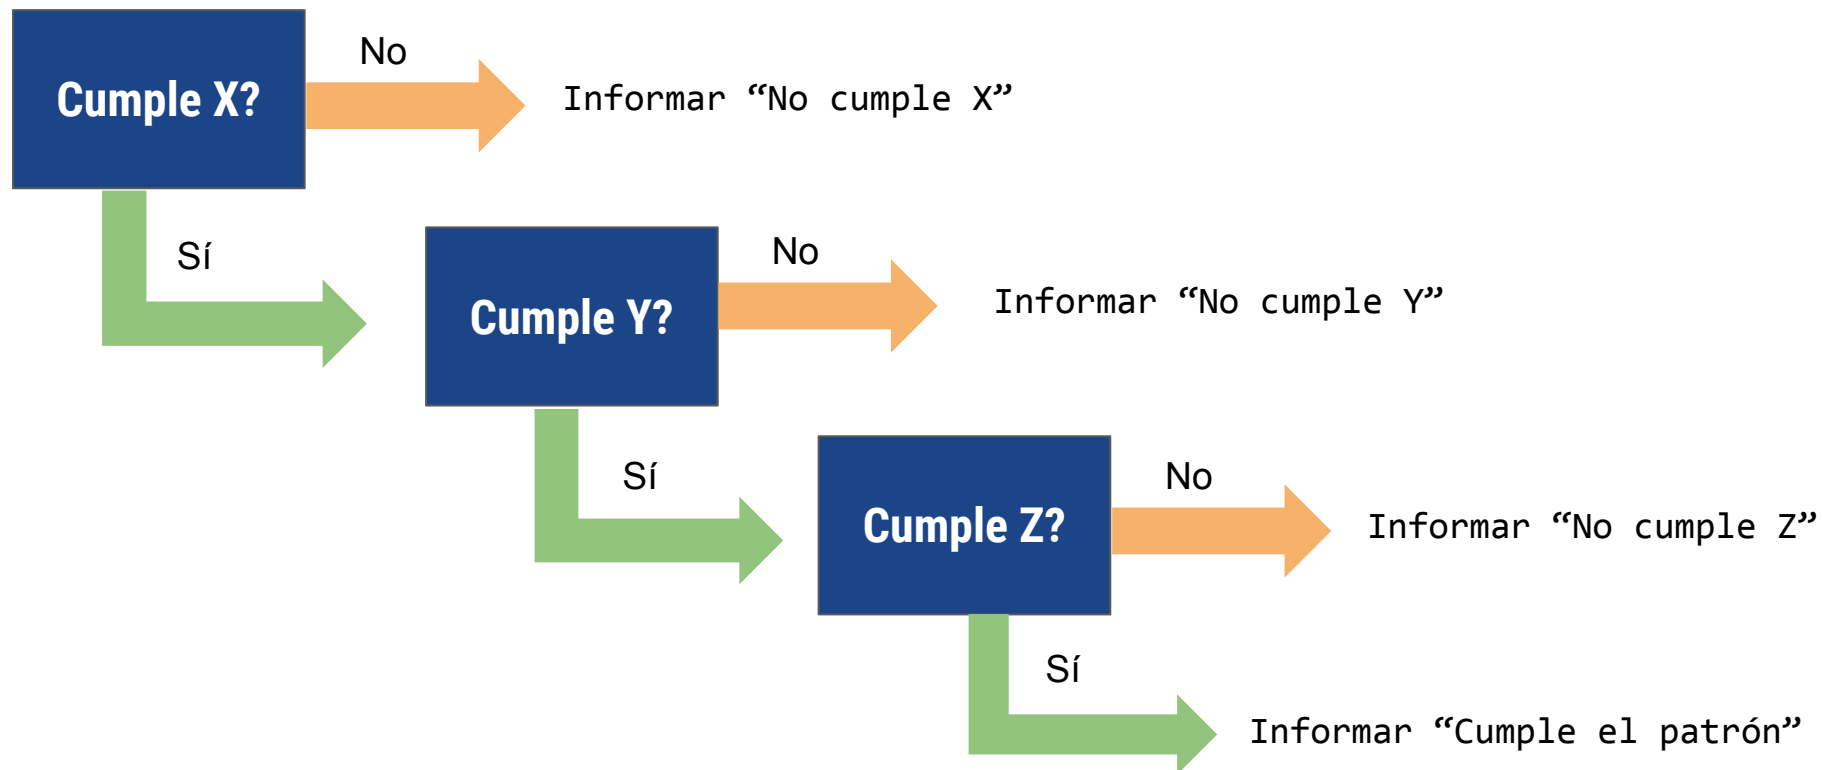 No
Cumple X?
Informar “No cumple X”
Sí
No
Cumple Y?
Informar “No cumple Y”
Sí
No
Cumple Z?
Informar “No cumple Z”
Sí
Informar “Cumple el patrón”